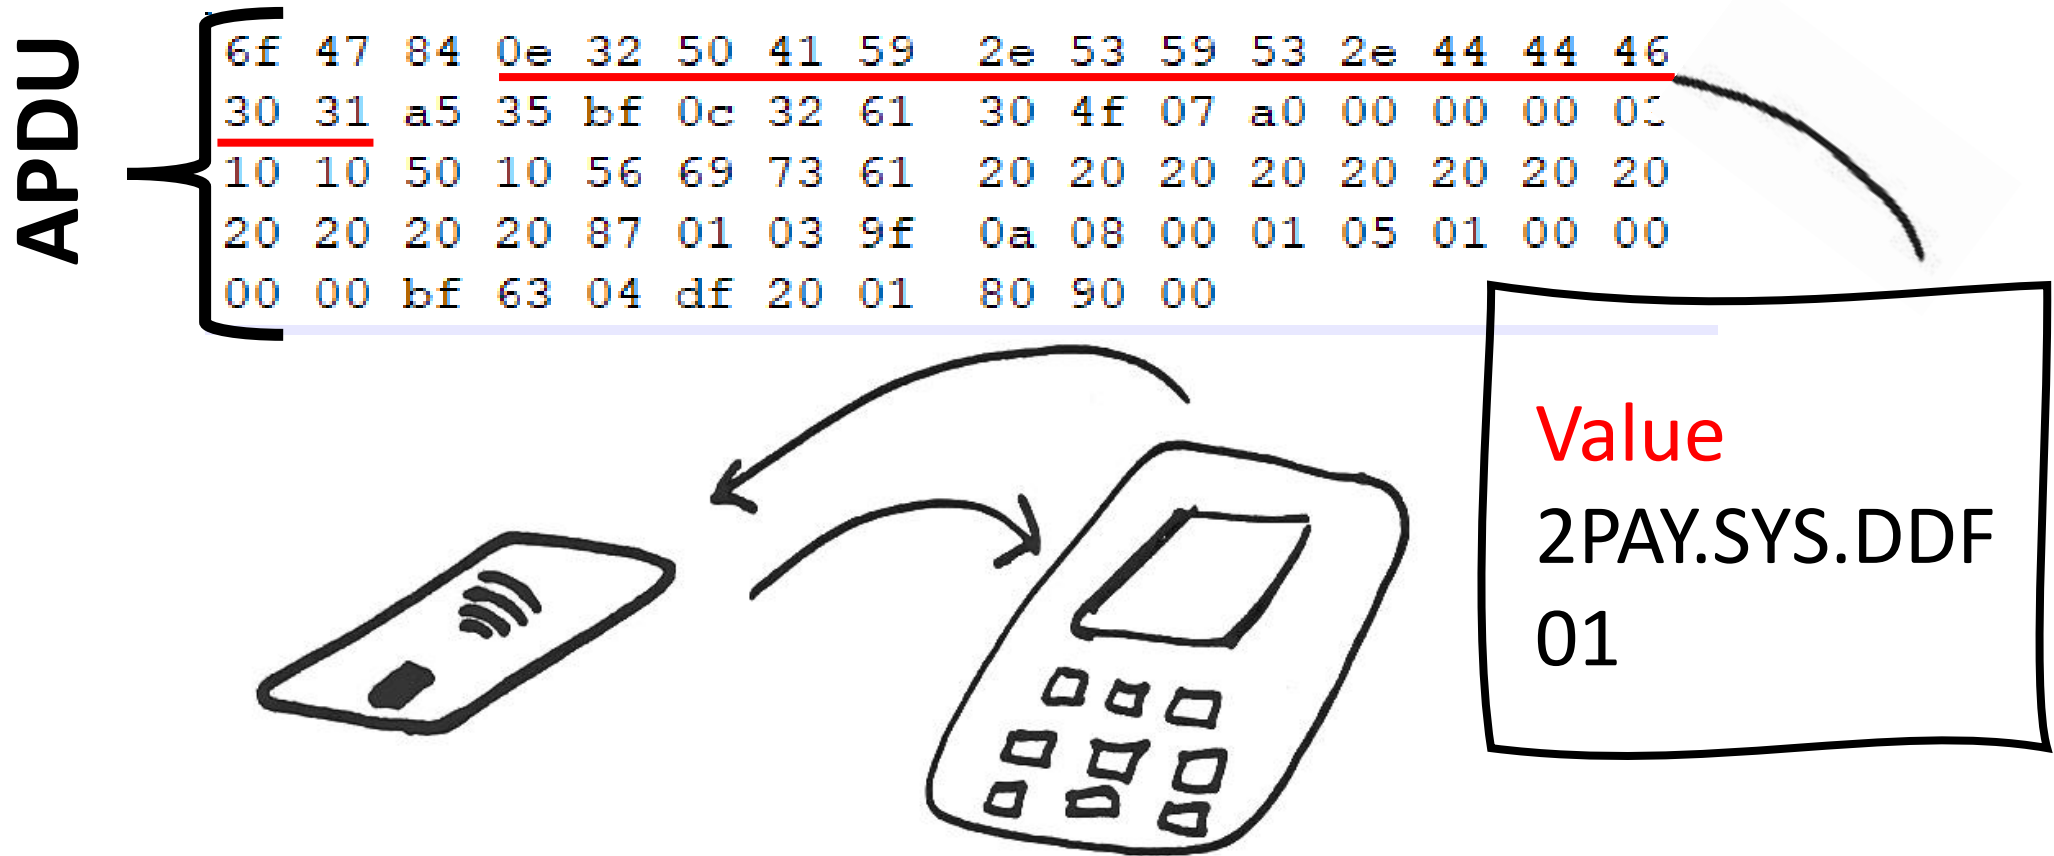 APDU
6f 47 84 0e 32 50 41 59 2e 53 59 53 2e 44 44 46
30 31 a5 35 bf 0c 32 61 30 4f 07 a0 00 00 00
10 10 50 10 56 69 73 61 20 20 20 20 20 20 20 20
20 20 20 20 87 01 03 9f 0a 08 00 01 05 01 00 00
00 00 bf 63 04 df 20 01 80 90 00
Value
2PAY.SYS.DDF
01